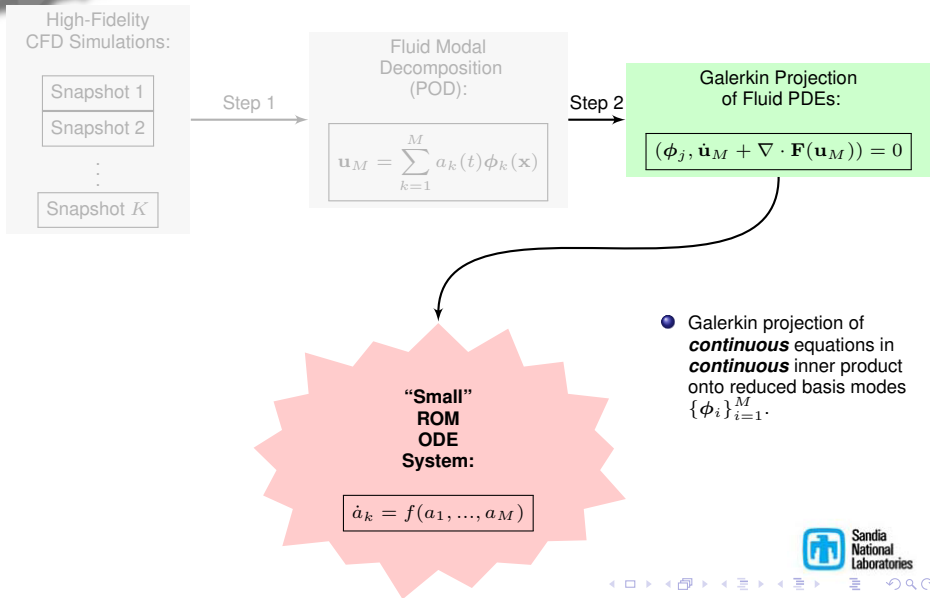 High-Fidelity
CFD Simulations:
Snapshot 1
Snapshot 2
⋮
Snapshot K
Step 1
Fluid Modal
Decomposition
(POD):
u_M = ∑_{k=1}^{M} a_k(t)ϕ_k(x)
Step 2
Galerkin Projection
of Fluid PDEs:
(ϕ_j, u̇_M + ∇ · F(u_M)) = 0
"Small"
ROM
ODE
System:
ȧ_k = f(a_1, ..., a_M)
Galerkin projection of
continuous equations in
continuous inner product
onto reduced basis modes
{ϕ_i}_{i=1}^{M}.
Sandia
National
Laboratories